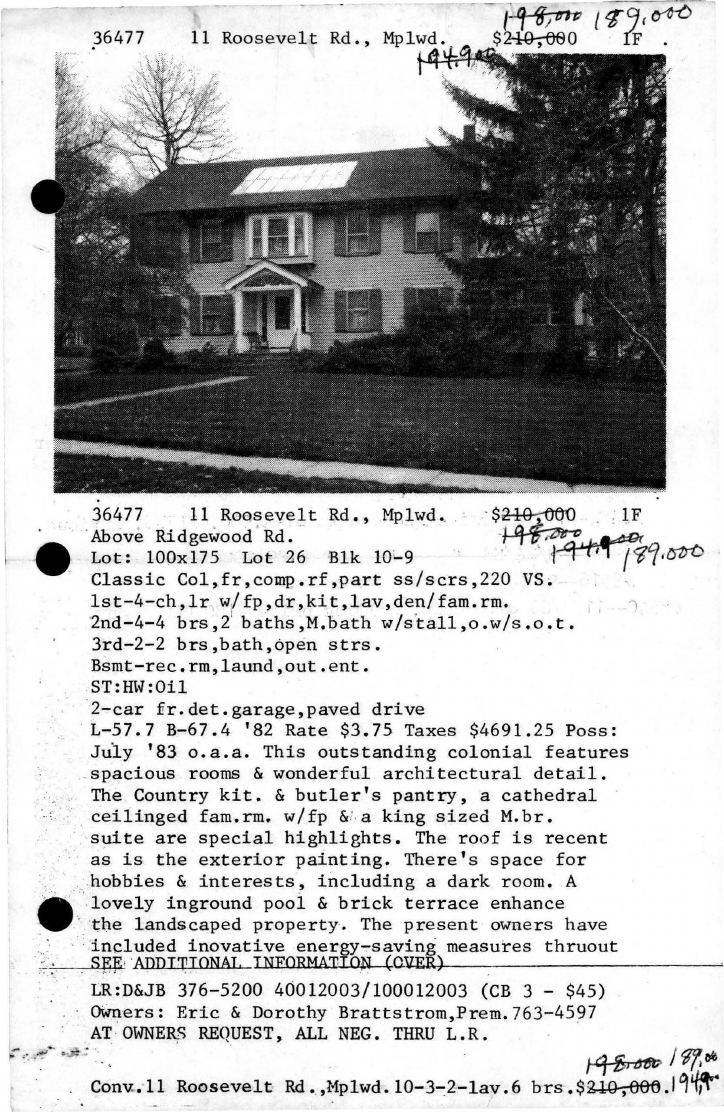 198,000 189,000
36477 11 Roosevelt Rd., Mplwd. $210,000 1F
194,900
36477 11 Roosevelt Rd., Mplwd. $210,000 1F
Above Ridgewood Rd. 198,000 194,900
Lot: 100x175 Lot 26 Blk 10-9 189,000
Classic Col,fr,comp.rf,part ss/scrs,220 VS.
1st-4-ch,lr w/fp,dr,kit,lav,den/fam.rm.
2nd-4-4 brs,2 baths,M.bath w/stall,o.w/s.o.t.
3rd-2-2 brs,bath,open strs.
Bsmt-rec.rm,laund,out.ent.
ST:HW:Oil
2-car fr.det.garage,paved drive
L-57.7 B-67.4 '82 Rate $3.75 Taxes $4691.25 Poss:
July '83 o.a.a. This outstanding colonial features
spacious rooms & wonderful architectural detail.
The Country kit. & butler's pantry, a cathedral
ceilinged fam.rm. w/fp & a king sized M.br.
suite are special highlights. The roof is recent
as is the exterior painting. There's space for
hobbies & interests, including a dark room. A
lovely inground pool & brick terrace enhance
the landscaped property. The present owners have
included inovative energy-saving measures thruout
SEE ADDITIONAL INFORMATION (OVER)
LR:D&JB 376-5200 40012003/100012003 (CB 3 - $45)
Owners: Eric & Dorothy Brattstrom,Prem.763-4597
AT OWNERS REQUEST, ALL NEG. THRU L.R.
198,000 189,00
Conv.11 Roosevelt Rd.,Mplwd.10-3-2-lav.6 brs.$210,000.